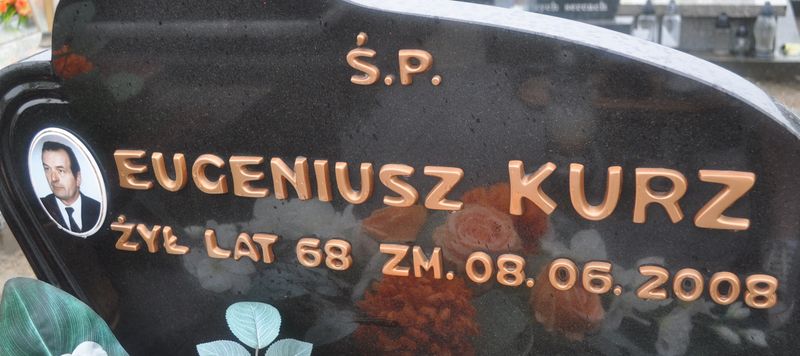 Ś.P.
EUGENIUSZ KURZ
ŻYŁ LAT 68 ZM. 08. 06. 2008